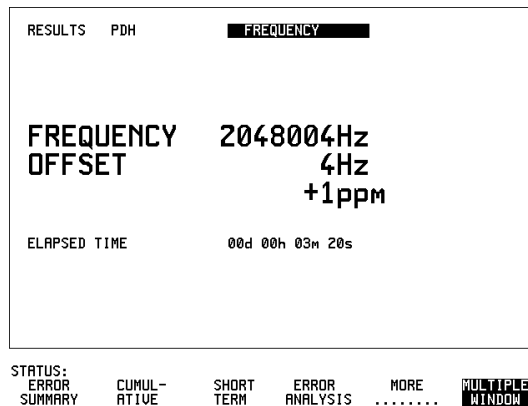 RESULTS PDH FREQUENCY
FREQUENCY 2048004Hz
OFFSET 4Hz
+1ppm
ELAPSED TIME 00d 00h 03m 20s
STATUS:
ERROR CUMUL- SHORT ERROR MORE MULTIPLE
SUMMARY ATIVE TERM ANALYSIS ........ WINDOW